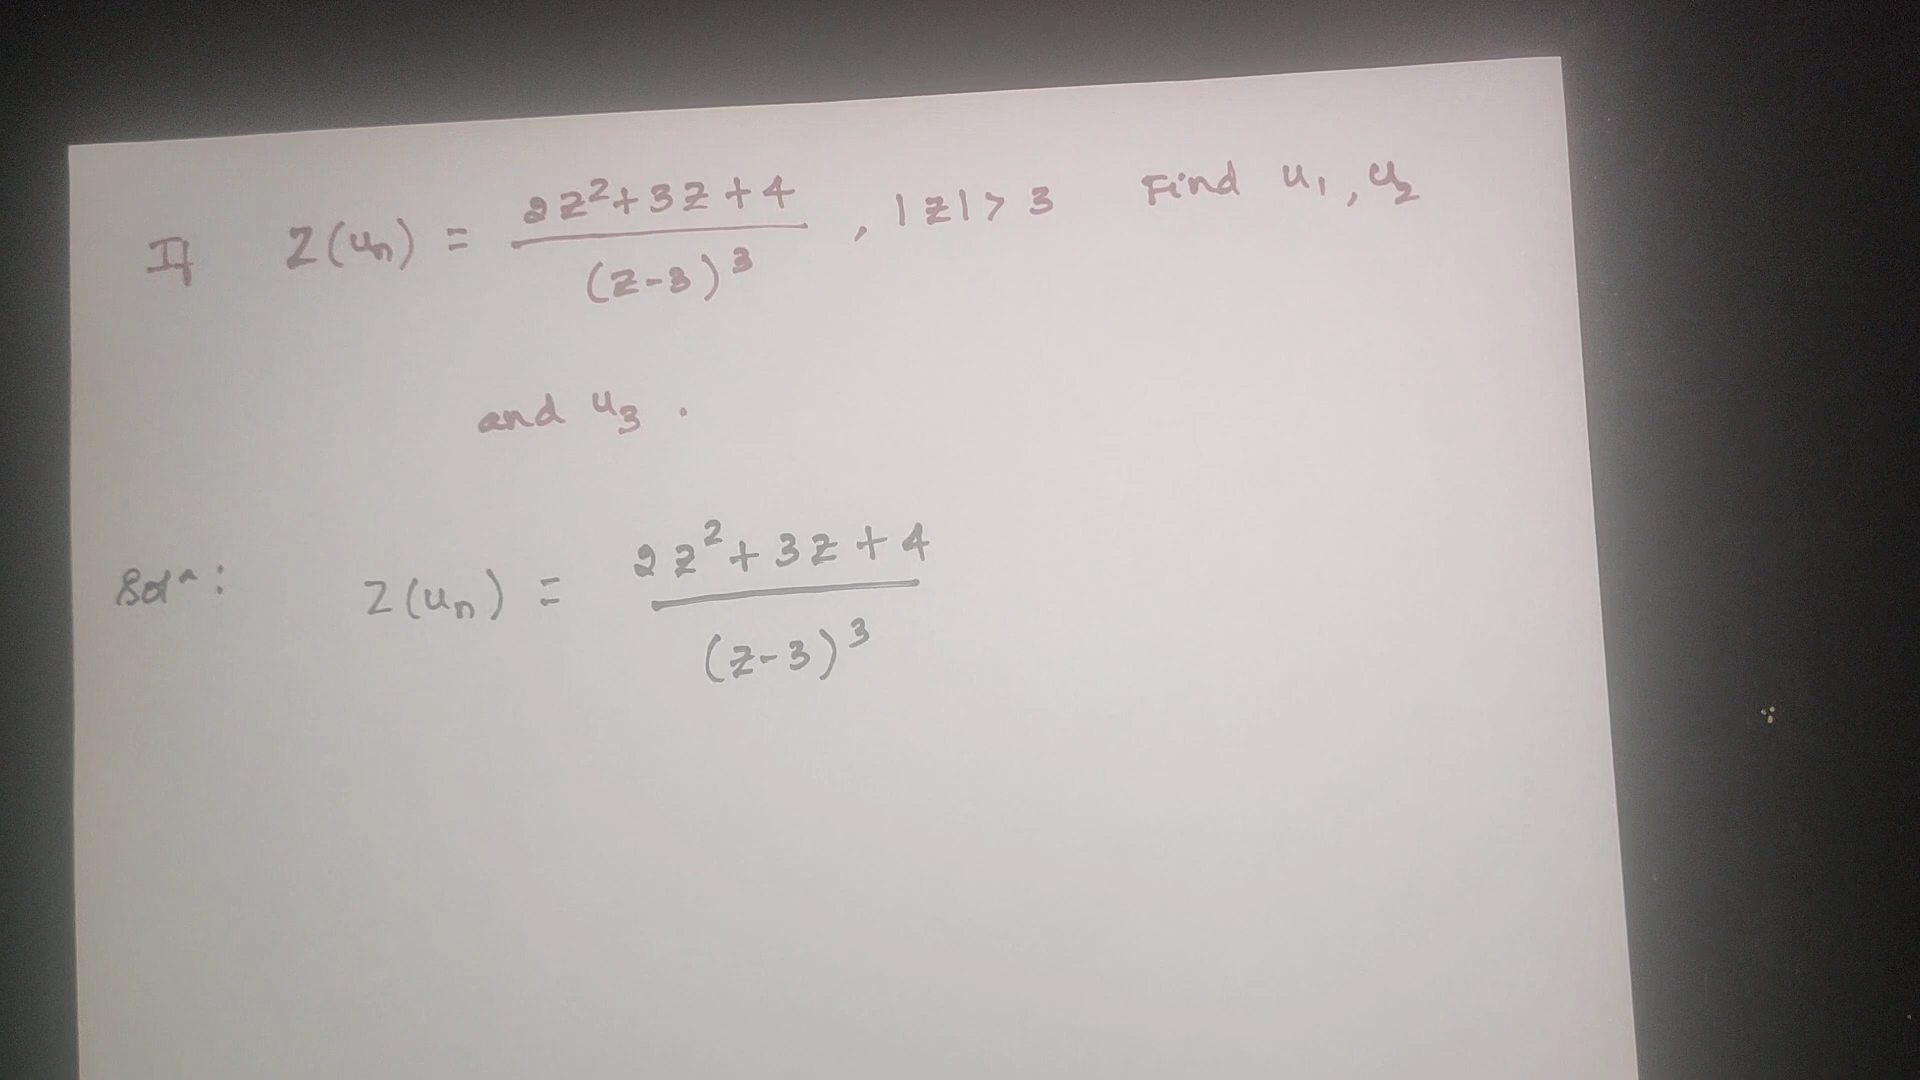 If Z(un) = 2z²+3z+4 / (z-3)³ , |z|>3 Find u₁, u₂
and u₃.
Solⁿ: Z(un) = 2z²+3z+4 / (z-3)³